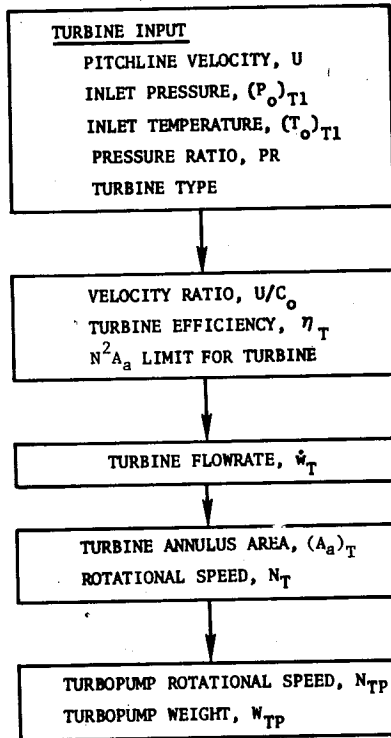 TURBINE INPUT
PITCHLINE VELOCITY, U
INLET PRESSURE, (P_o)_T1
INLET TEMPERATURE, (T_o)_T1
PRESSURE RATIO, PR
TURBINE TYPE
VELOCITY RATIO, U/C_o
TURBINE EFFICIENCY, η_T
N²A_a LIMIT FOR TURBINE
TURBINE FLOWRATE, ẇ_T
TURBINE ANNULUS AREA, (A_a)_T
ROTATIONAL SPEED, N_T
TURBOPUMP ROTATIONAL SPEED, N_TP
TURBOPUMP WEIGHT, W_TP